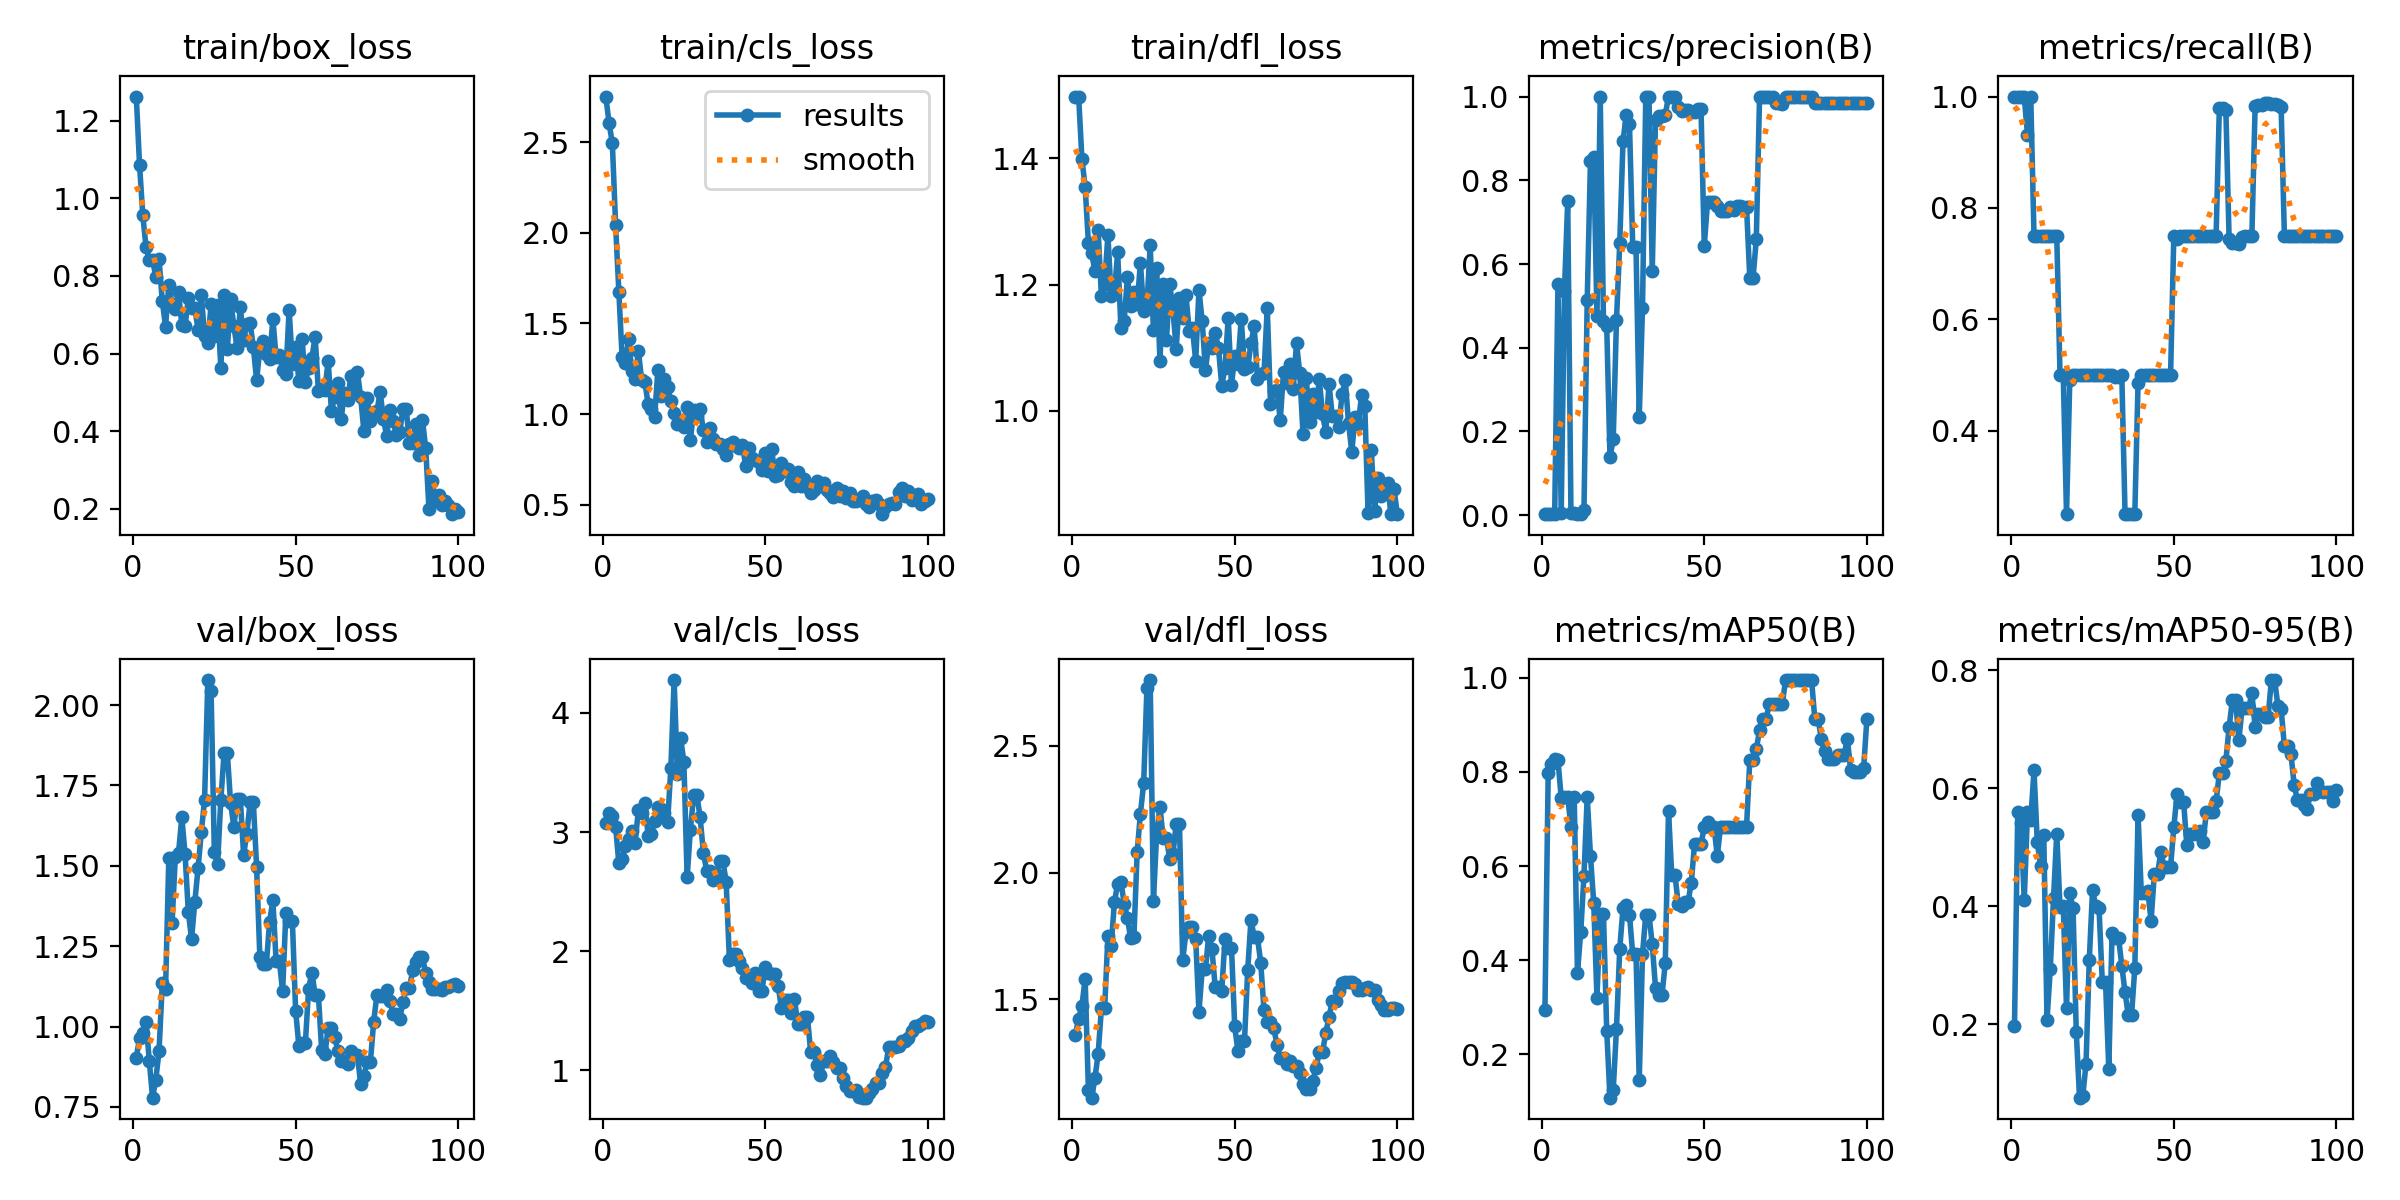 train/box_loss
train/cls_loss
train/dfl_loss
metrics/precision(B)
metrics/recall(B)
1.2
1.0
0.8
0.6
0.4
0.2
0 50 100
results
smooth
2.5
2.0
1.5
1.0
0.5
0 50 100
1.4
1.2
1.0
0 50 100
1.0
0.8
0.6
0.4
0.2
0.0
0 50 100
1.0
0.8
0.6
0.4
0 50 100
val/box_loss
val/cls_loss
val/dfl_loss
metrics/mAP50(B)
metrics/mAP50-95(B)
2.00
1.75
1.50
1.25
1.00
0.75
0 50 100
4
3
2
1
0 50 100
2.5
2.0
1.5
0 50 100
1.0
0.8
0.6
0.4
0.2
0 50 100
0.8
0.6
0.4
0.2
0 50 100